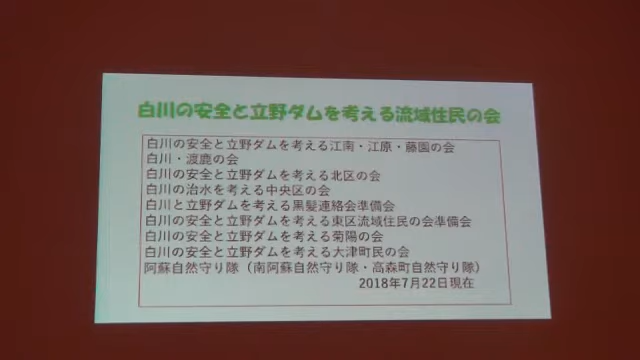 白川の安全と立野ダムを考える流域住民の会
白川の安全と立野ダムを考える江南・江原・藤園の会
白川・渡鹿の会
白川の安全と立野ダムを考える北区の会
白川の治水を考える中央区の会
白川と立野ダムを考える黒髪連絡会準備会
白川の安全と立野ダムを考える東区流域住民の会準備会
白川の安全と立野ダムを考える菊陽の会
白川の安全と立野ダムを考える大津町民の会
阿蘇自然守り隊（南阿蘇自然守り隊・高森町自然守り隊）
2018年7月22日現在